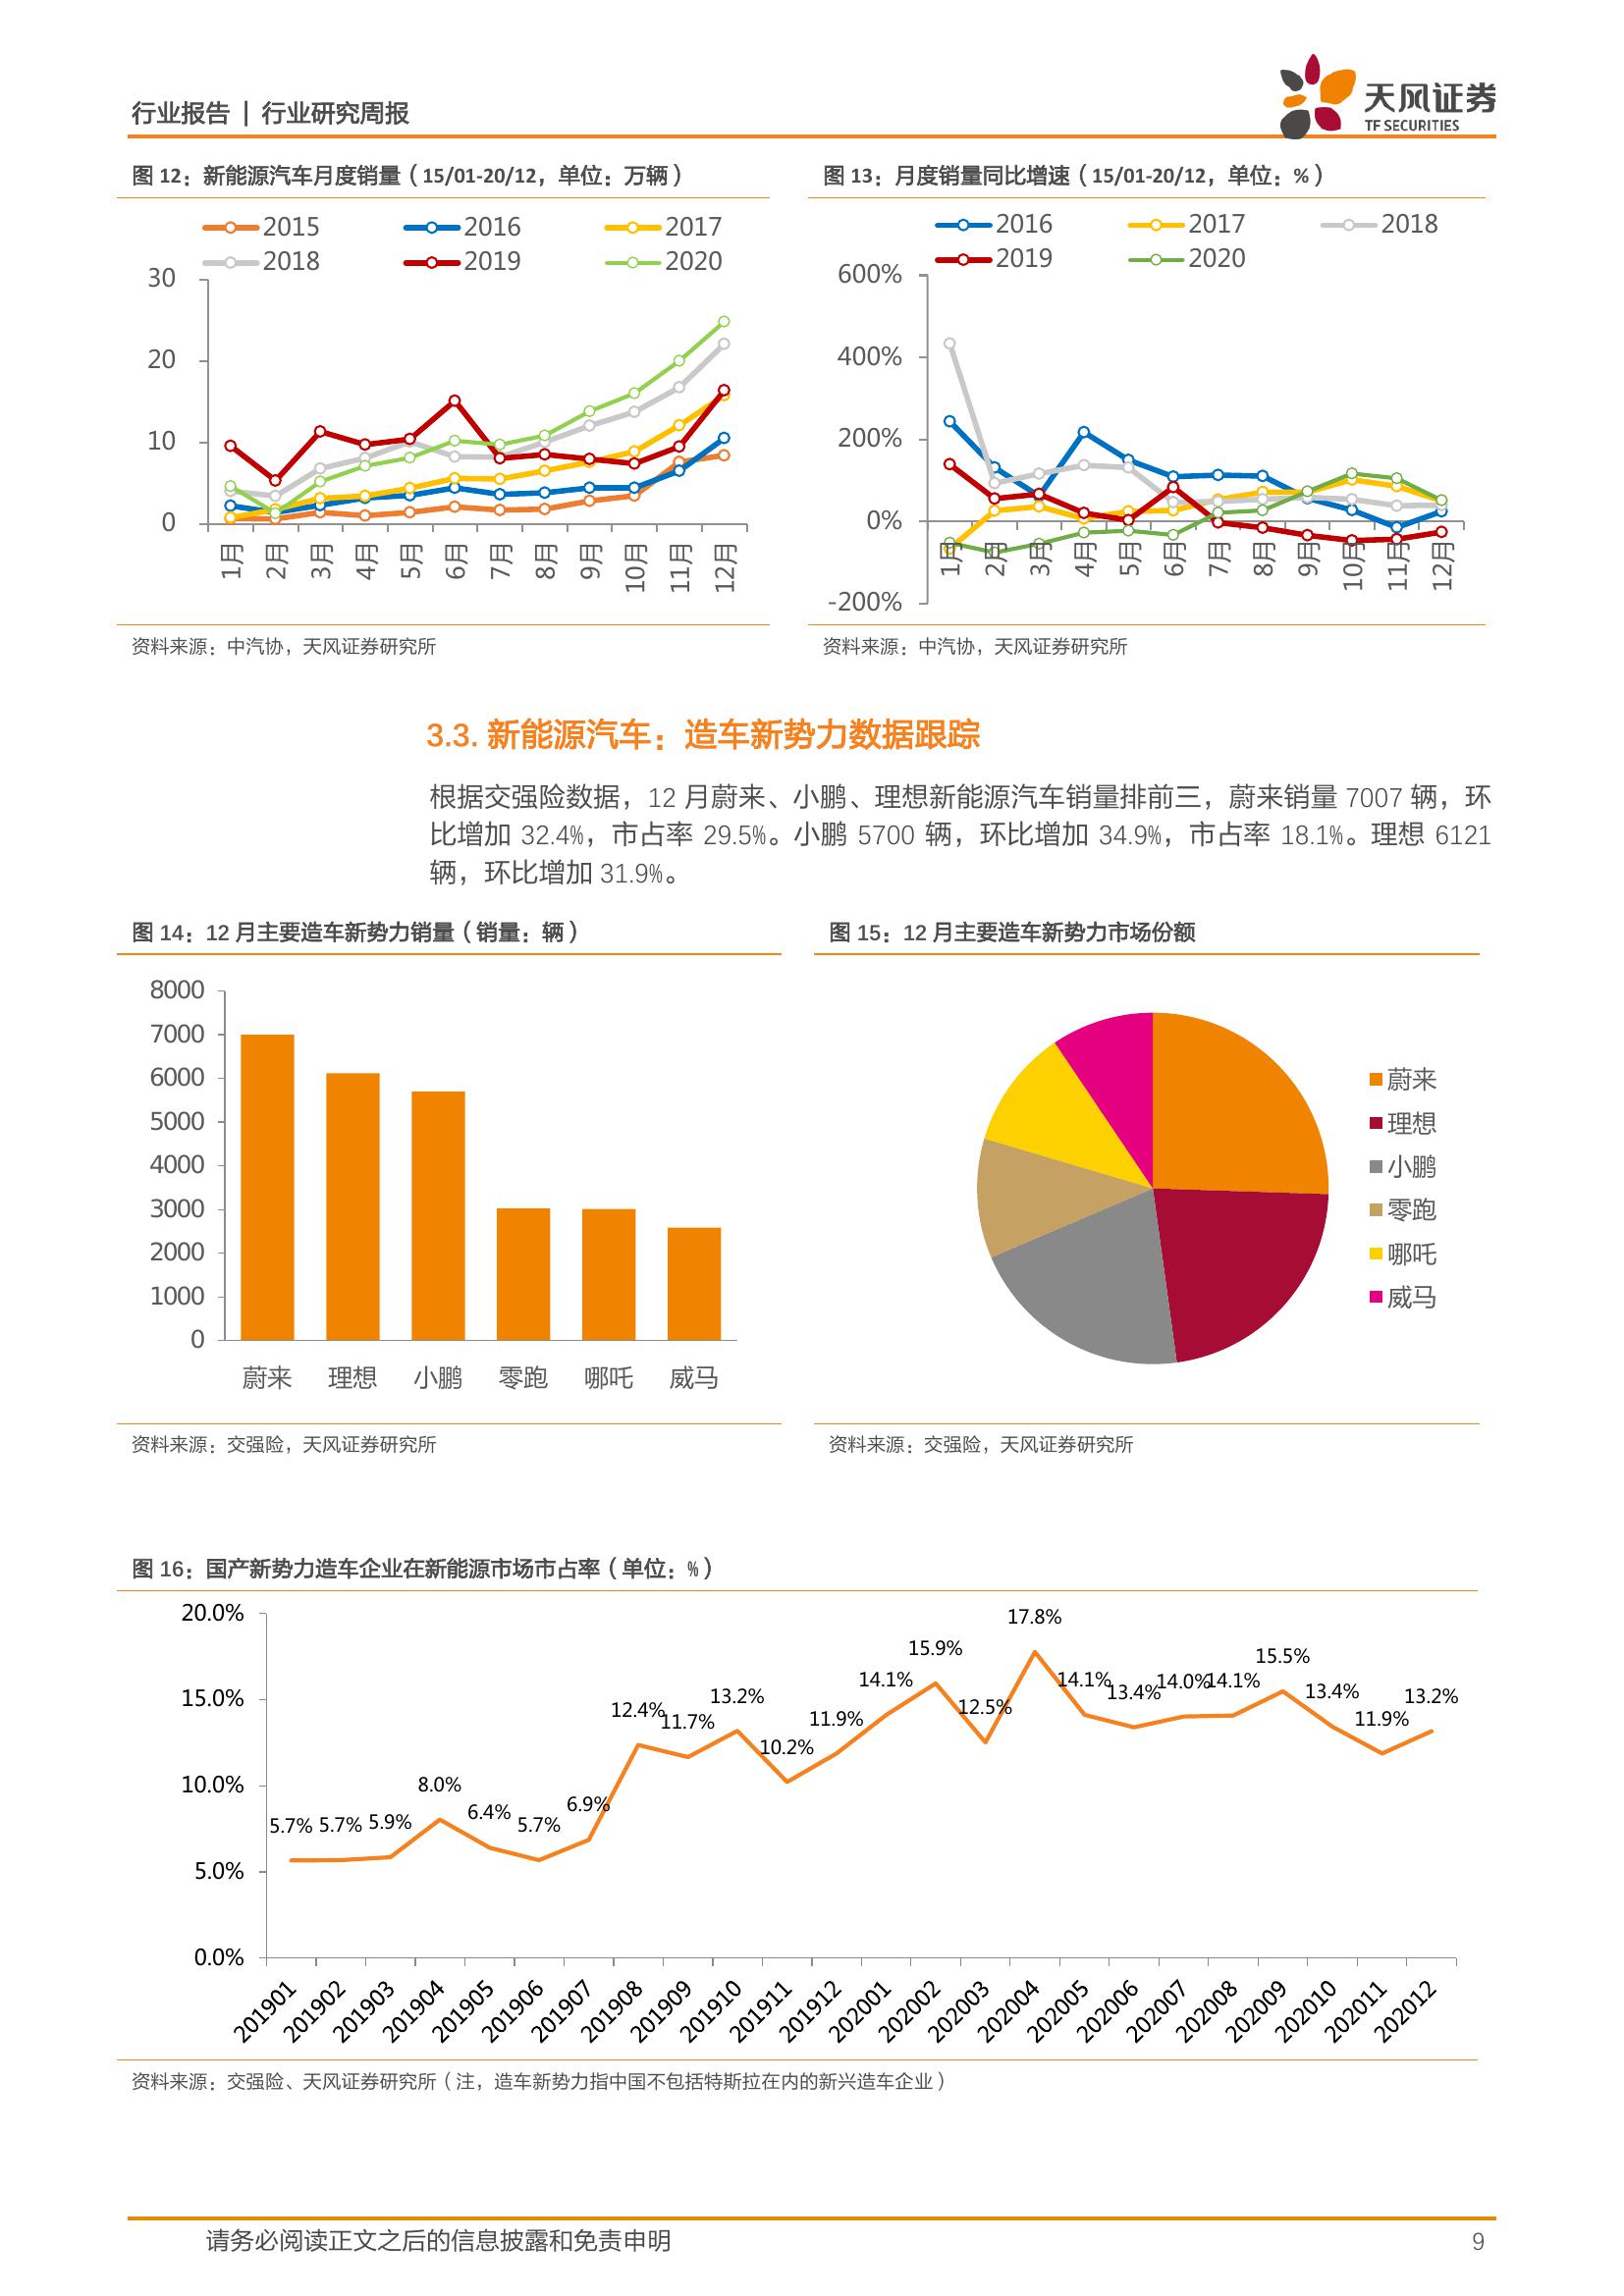 行业报告 | 行业研究周报
天风证券
TF SECURITIES
图 12：新能源汽车月度销量（15/01-20/12，单位：万辆）
2015 2016 2017
2018 2019 2020
30
20
10
0
1月 2月 3月 4月 5月 6月 7月 8月 9月 10月 11月 12月
资料来源：中汽协，天风证券研究所
图 13：月度销量同比增速（15/01-20/12，单位：%）
2016 2017 2018
2019 2020
600%
400%
200%
0%
-200%
1月 2月 3月 4月 5月 6月 7月 8月 9月 10月 11月 12月
资料来源：中汽协，天风证券研究所
3.3. 新能源汽车：造车新势力数据跟踪
根据交强险数据，12 月蔚来、小鹏、理想新能源汽车销量排前三，蔚来销量 7007 辆，环
比增加 32.4%，市占率 29.5%。小鹏 5700 辆，环比增加 34.9%，市占率 18.1%。理想 6121
辆，环比增加 31.9%。
图 14：12 月主要造车新势力销量（销量：辆）
8000
7000
6000
5000
4000
3000
2000
1000
0
蔚来 理想 小鹏 零跑 哪吒 威马
资料来源：交强险，天风证券研究所
图 15：12 月主要造车新势力市场份额
蔚来
理想
小鹏
零跑
哪吒
威马
资料来源：交强险，天风证券研究所
图 16：国产新势力造车企业在新能源市场市占率（单位：%）
20.0%
15.0%
10.0%
5.0%
0.0%
5.7% 5.7% 5.9% 8.0% 6.4% 5.7% 6.9% 12.4% 11.7% 13.2% 10.2% 11.9% 14.1% 15.9% 12.5% 17.8% 14.1% 13.4% 14.0% 14.1% 15.5% 13.4% 11.9% 13.2%
201901 201902 201903 201904 201905 201906 201907 201908 201909 201910 201911 201912 202001 202002 202003 202004 202005 202006 202007 202008 202009 202010 202011 202012
资料来源：交强险、天风证券研究所（注，造车新势力指中国不包括特斯拉在内的新兴造车企业）
请务必阅读正文之后的信息披露和免责申明
9